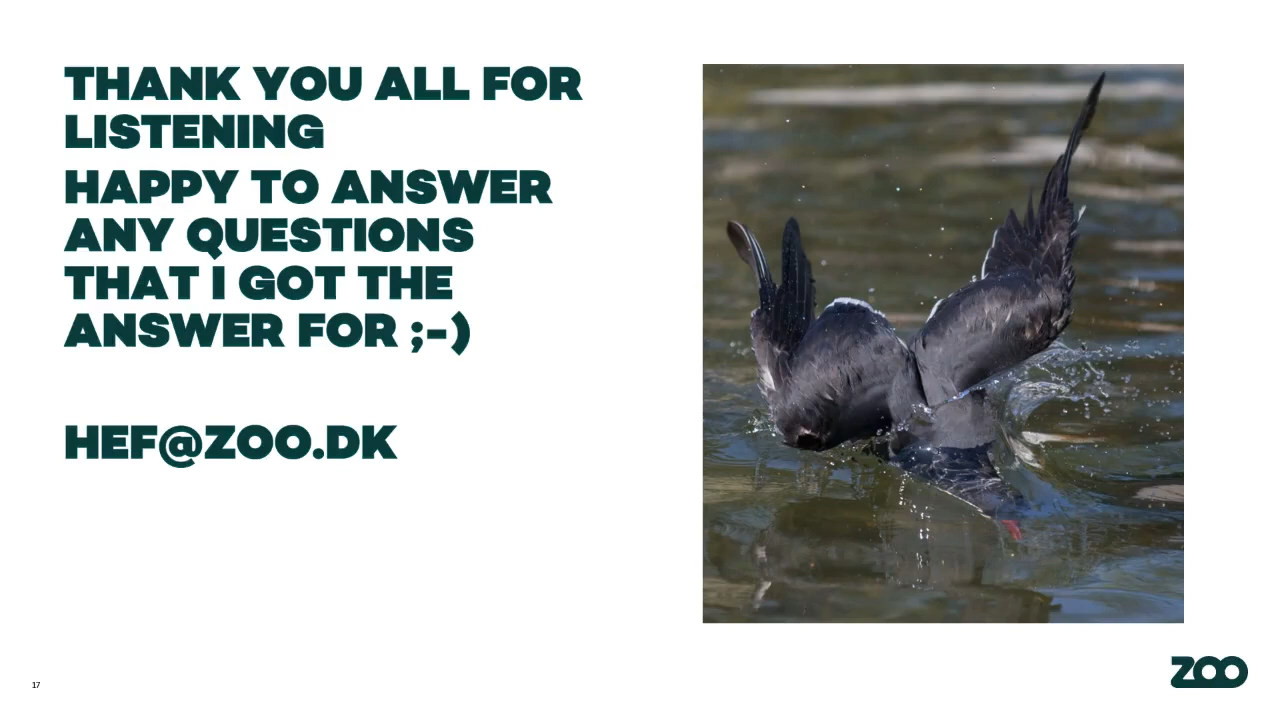 THANK YOU ALL FOR
LISTENING
HAPPY TO ANSWER
ANY QUESTIONS
THAT I GOT THE
ANSWER FOR ;-)
HEF@ZOO.DK
17
ZOO